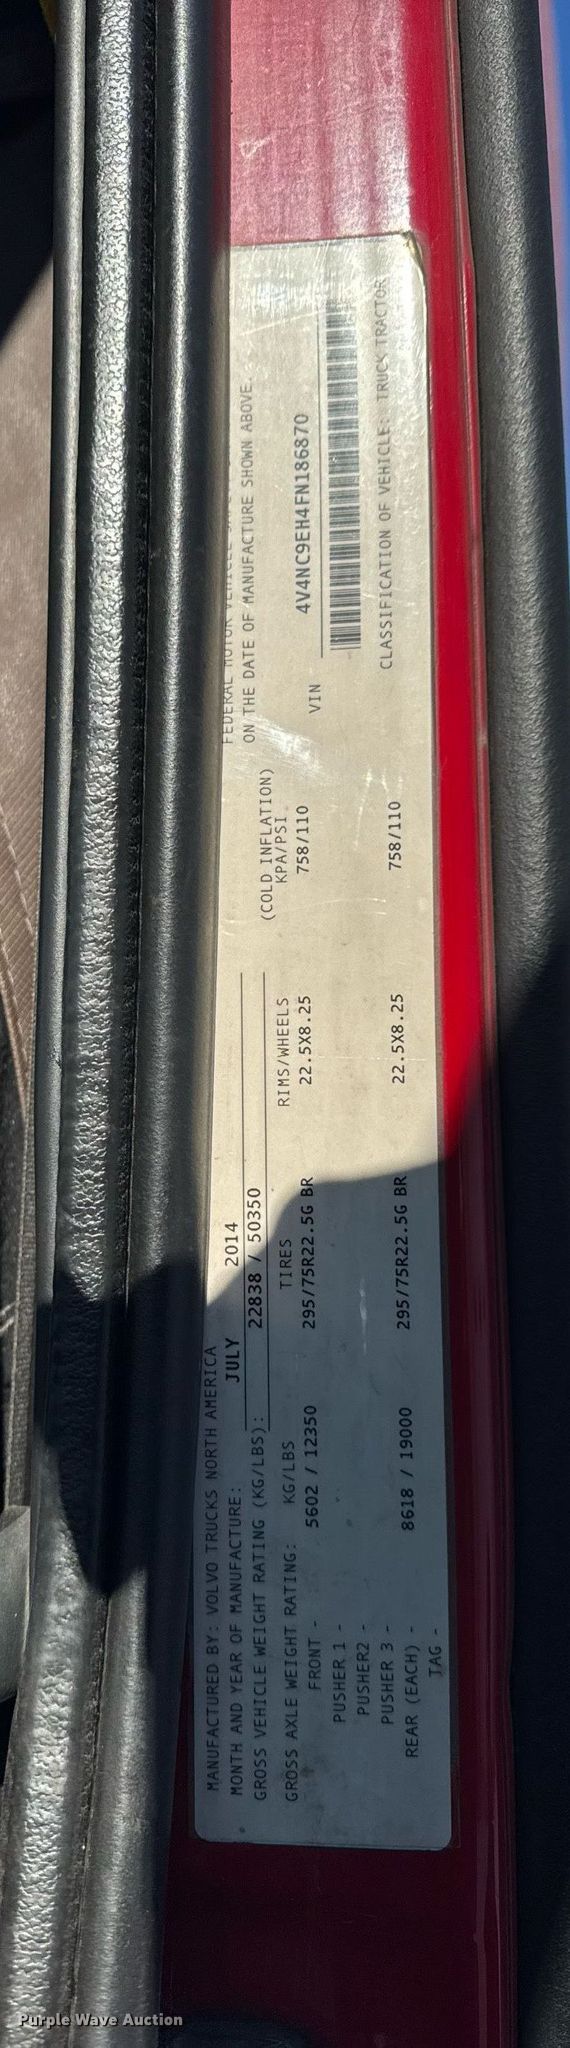 MANUFACTURED BY: VOLVO TRUCKS NORTH AMERICA
MONTH AND YEAR OF MANUFACTURE: JULY 2014
GROSS VEHICLE WEIGHT RATING (KG/LBS): 22838 / 50350
GROSS AXLE WEIGHT RATING: KG/LBS TIRES RIMS/WHEELS (COLD INFLATION) KPA/PSI
FRONT - 5602 / 12350 295/75R22.5G BR 22.5X8.25 758/110
PUSHER 1 -
PUSHER2 -
PUSHER 3 -
REAR (EACH) - 8618 / 19000 295/75R22.5G BR 22.5X8.25 758/110
TAG -
FEDERAL MOTOR VEHICLE
ON THE DATE OF MANUFACTURE SHOWN ABOVE.
VIN 4V4NC9EH4FN186870
CLASSIFICATION OF VEHICLE: TRUCK TRACTOR
Purple Wave Auction